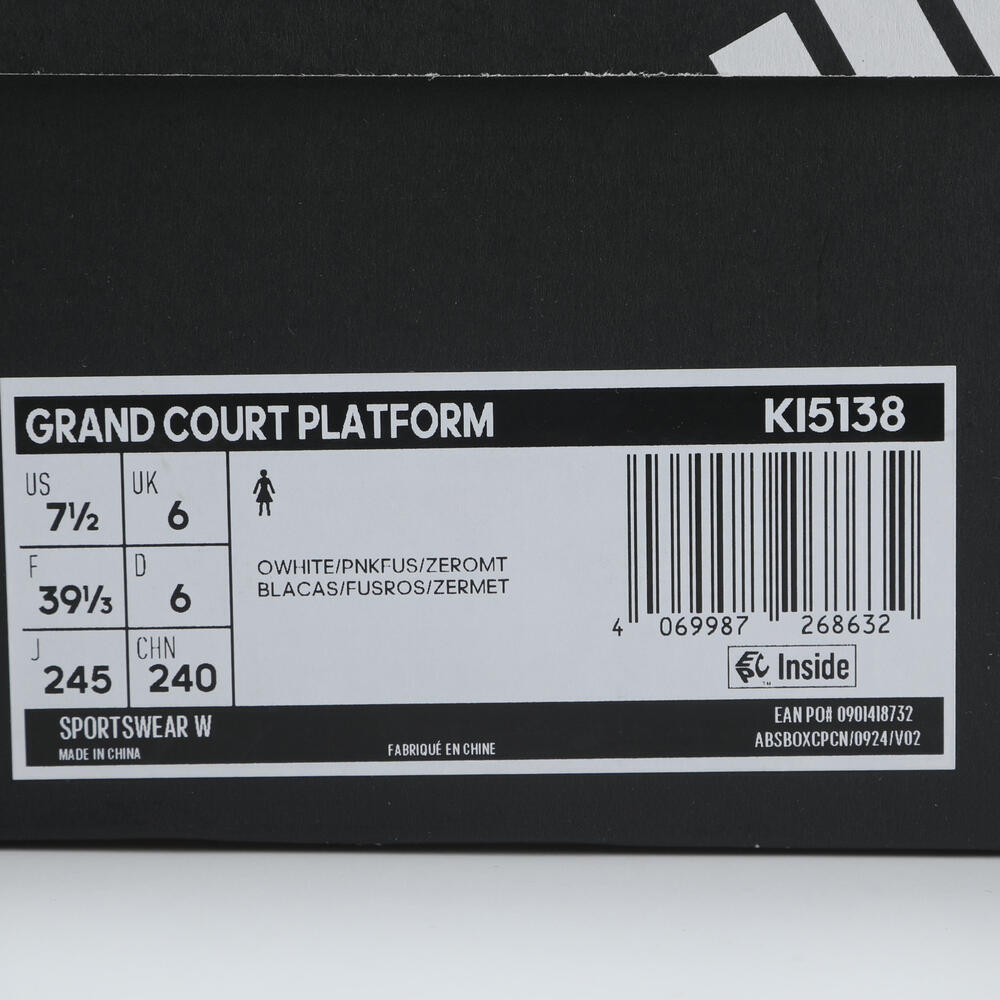 GRAND COURT PLATFORM KI5138
US 7½ UK 6
F 39⅓ D 6
J 245 CHN 240
OWHITE/PNKFUS/ZEROMT
BLACAS/FUSROS/ZERMET
4 069987 268632
EPC Inside
™
SPORTSWEAR W
MADE IN CHINA
FABRIQUÉ EN CHINE
EAN PO# 0901418732
ABSBOXCPCN/0924/V02